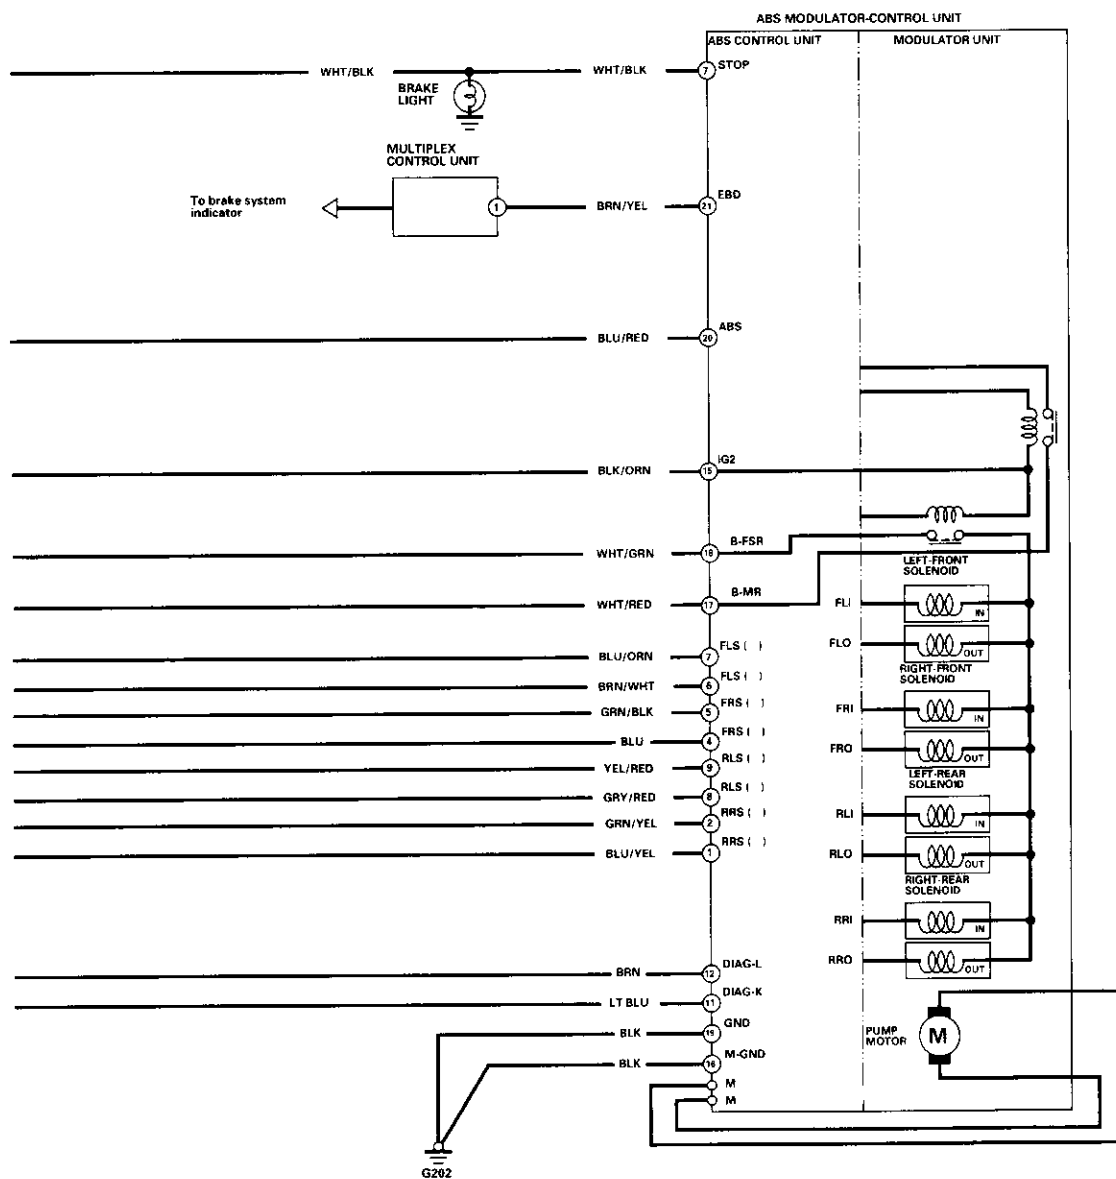 ABS MODULATOR-CONTROL UNIT
ABS CONTROL UNIT
MODULATOR UNIT
WHT/BLK
WHT/BLK
7
STOP
BRAKE
LIGHT
MULTIPLEX
CONTROL UNIT
To brake system
indicator
1
BRN/YEL
21
EBD
BLU/RED
20
ABS
BLK/ORN
15
IG2
WHT/GRN
18
B-FSR
LEFT-FRONT
SOLENOID
WHT/RED
17
B-MR
FLI
IN
BLU/ORN
7
FLS ( )
FLO
OUT
RIGHT-FRONT
SOLENOID
BRN/WHT
6
FLS ( )
GRN/BLK
5
FRS ( )
FRI
IN
BLU
4
FRS ( )
FRO
OUT
LEFT-REAR
SOLENOID
YEL/RED
9
RLS ( )
GRY/RED
8
RLS ( )
RLI
IN
GRN/YEL
2
RRS ( )
BLU/YEL
1
RRS ( )
RLO
OUT
RIGHT-REAR
SOLENOID
RRI
IN
RRO
OUT
BRN
12
DIAG-L
LT BLU
11
DIAG-K
BLK
19
GND
PUMP
MOTOR
M
BLK
16
M-GND
M
M
G202